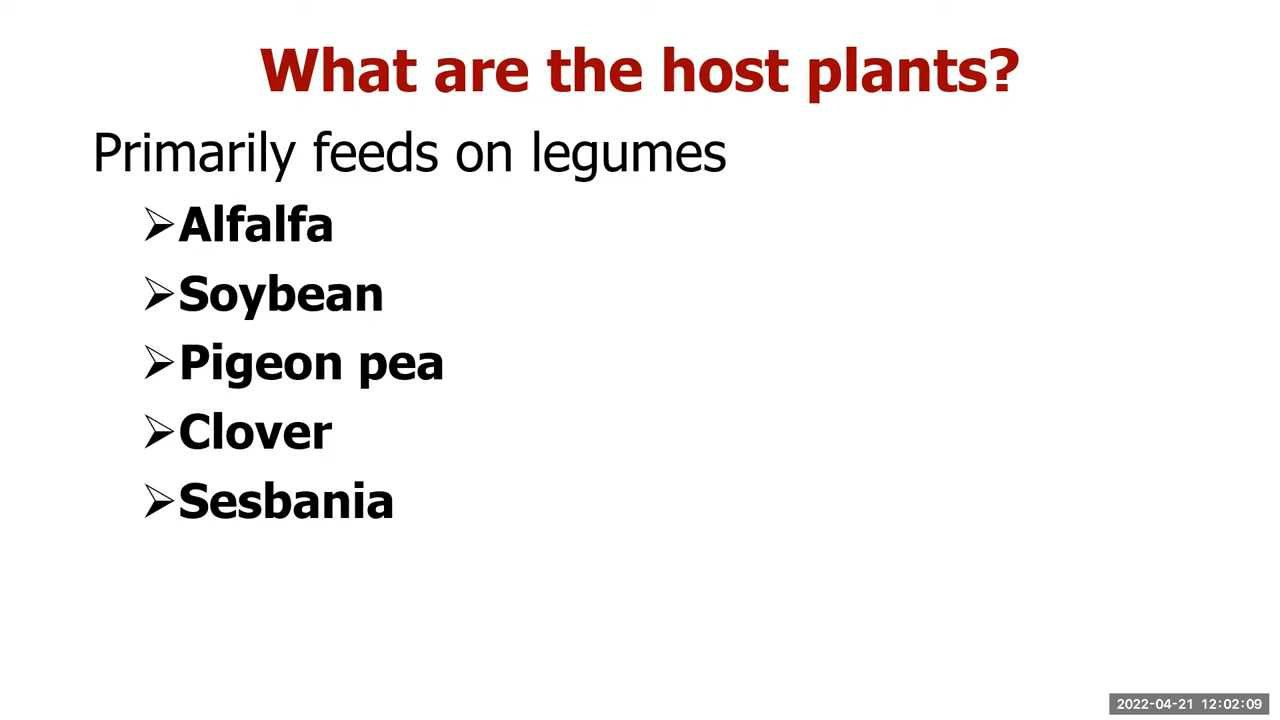 What are the host plants?
Primarily feeds on legumes
➢Alfalfa
➢Soybean
➢Pigeon pea
➢Clover
➢Sesbania
2022-04-21 12:02:09